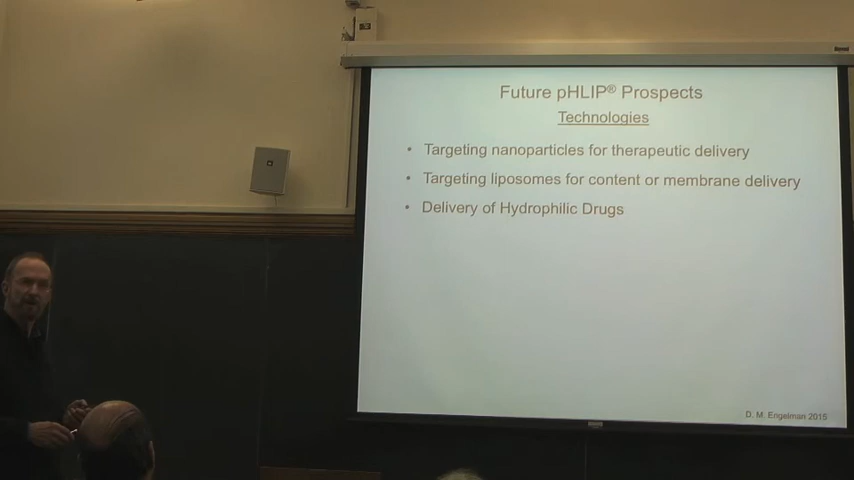 Future pHLIP® Prospects
Technologies
• Targeting nanoparticles for therapeutic delivery
• Targeting liposomes for content or membrane delivery
• Delivery of Hydrophilic Drugs
D. M. Engelman 2015